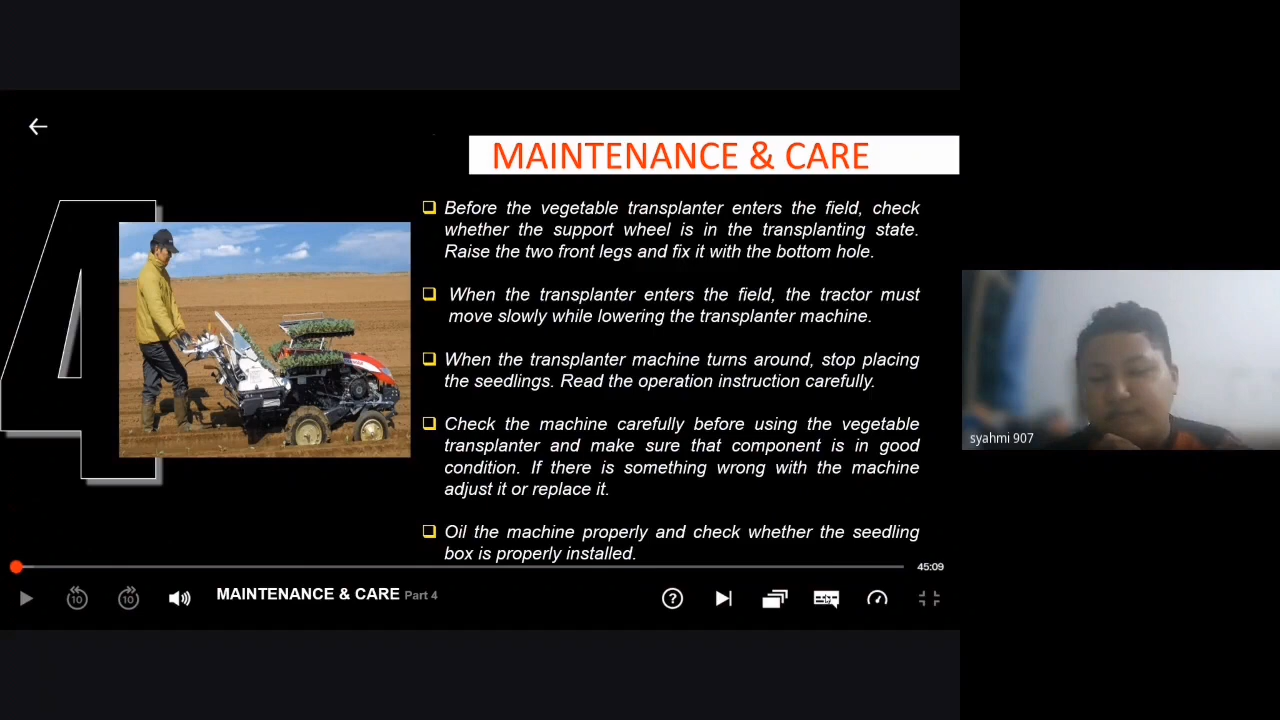 MAINTENANCE & CARE
4
Before the vegetable transplanter enters the field, check
whether the support wheel is in the transplanting state.
Raise the two front legs and fix it with the bottom hole.
When the transplanter enters the field, the tractor must
move slowly while lowering the transplanter machine.
When the transplanter machine turns around, stop placing
the seedlings. Read the operation instruction carefully.
Check the machine carefully before using the vegetable
transplanter and make sure that component is in good
condition. If there is something wrong with the machine
adjust it or replace it.
Oil the machine properly and check whether the seedling
box is properly installed.
syahmi 907
45:09
10
10
MAINTENANCE & CARE Part 4
?